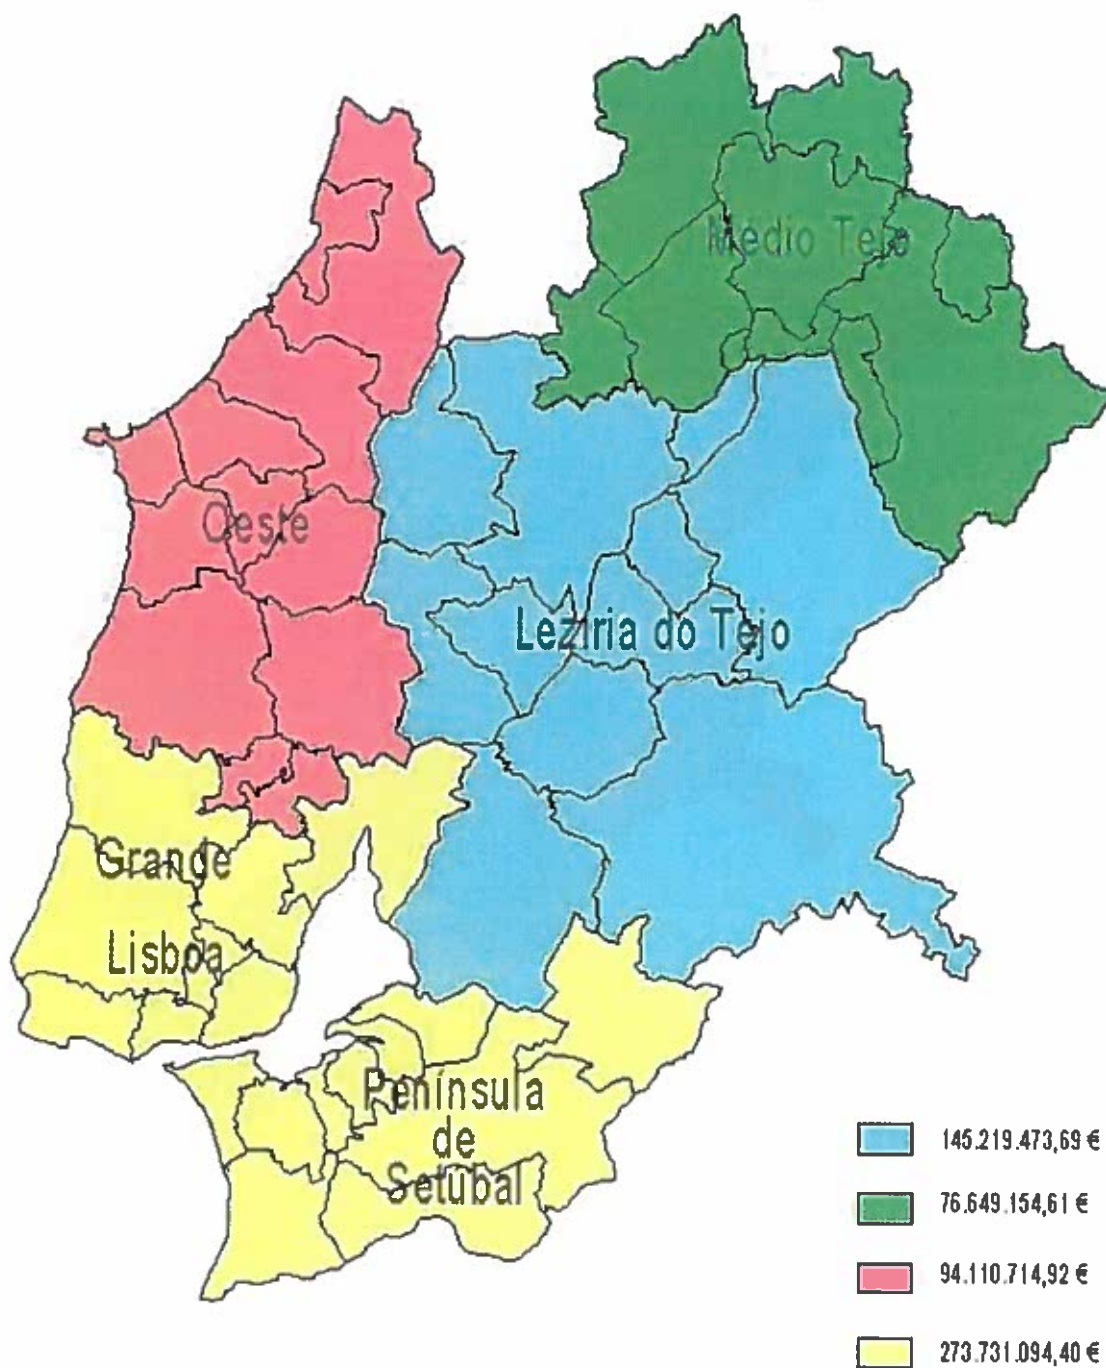 Médio Tejo
Oeste
Lezíria do Tejo
Grande
Lisboa
Península
de
Setúbal
145.219.473,69 €
76.649.154,61 €
94.110.714,92 €
273.731.094,40 €